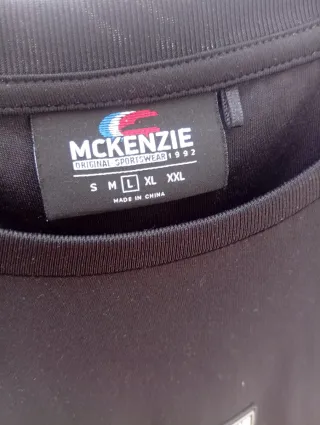 MCKENZIE
ORIGINAL SPORTSWEAR 1992
S M L XL XXL
MADE IN CHINA